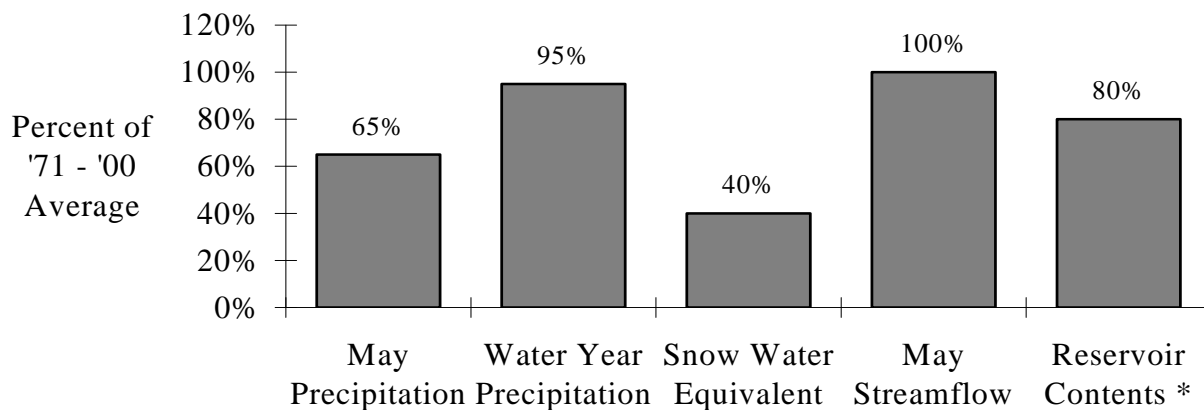 120%
100%
80%
60%
40%
20%
0%
Percent of
'71 - '00
Average
65%
95%
40%
100%
80%
May
Precipitation
Water Year
Precipitation
Snow Water
Equivalent
May
Streamflow
Reservoir
Contents *